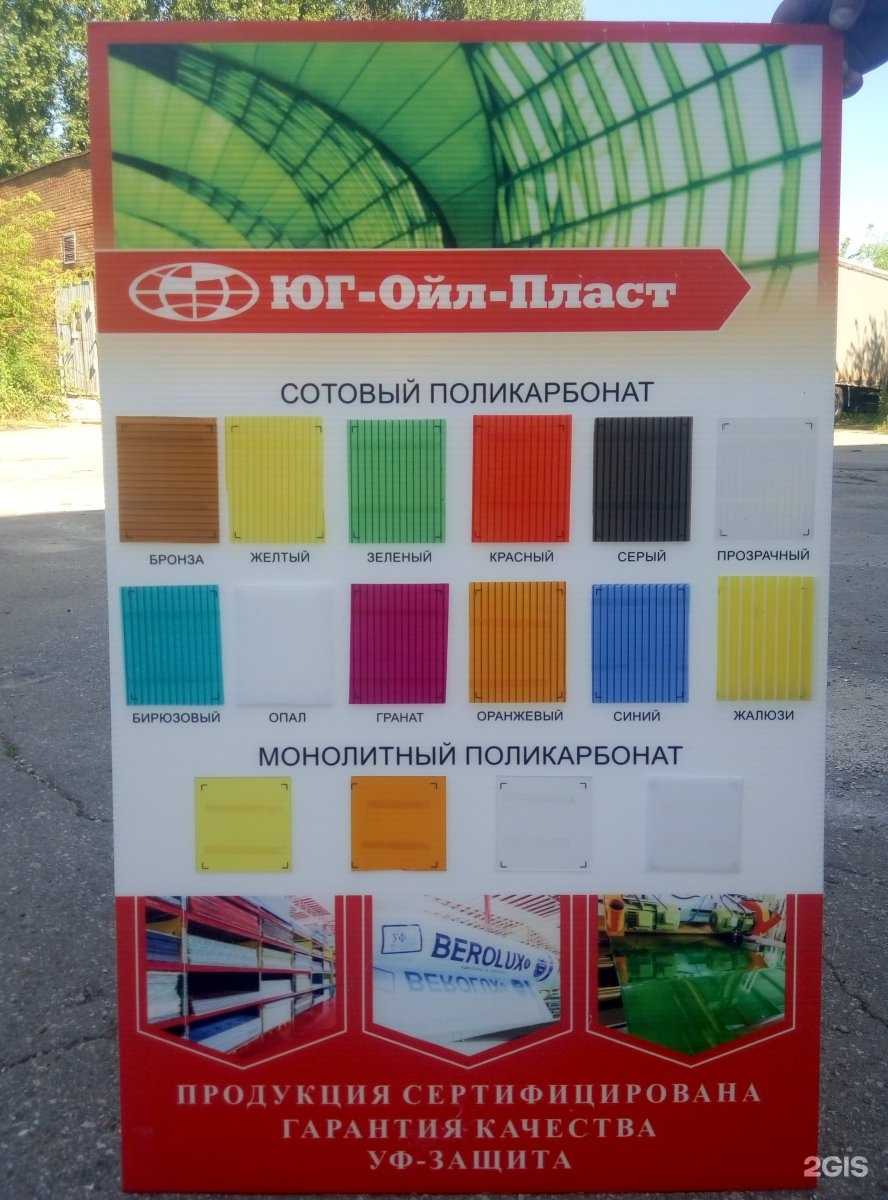 ЮГ-Ойл-Пласт
СОТОВЫЙ ПОЛИКАРБОНАТ
БРОНЗА ЖЕЛТЫЙ ЗЕЛЕНЫЙ КРАСНЫЙ СЕРЫЙ ПРОЗРАЧНЫЙ
БИРЮЗОВЫЙ ОПАЛ ГРАНАТ ОРАНЖЕВЫЙ СИНИЙ ЖАЛЮЗИ
МОНОЛИТНЫЙ ПОЛИКАРБОНАТ
BEROLUX
BEROLUX
ПРОДУКЦИЯ СЕРТИФИЦИРОВАНА
ГАРАНТИЯ КАЧЕСТВА
УФ-ЗАЩИТА
2GIS